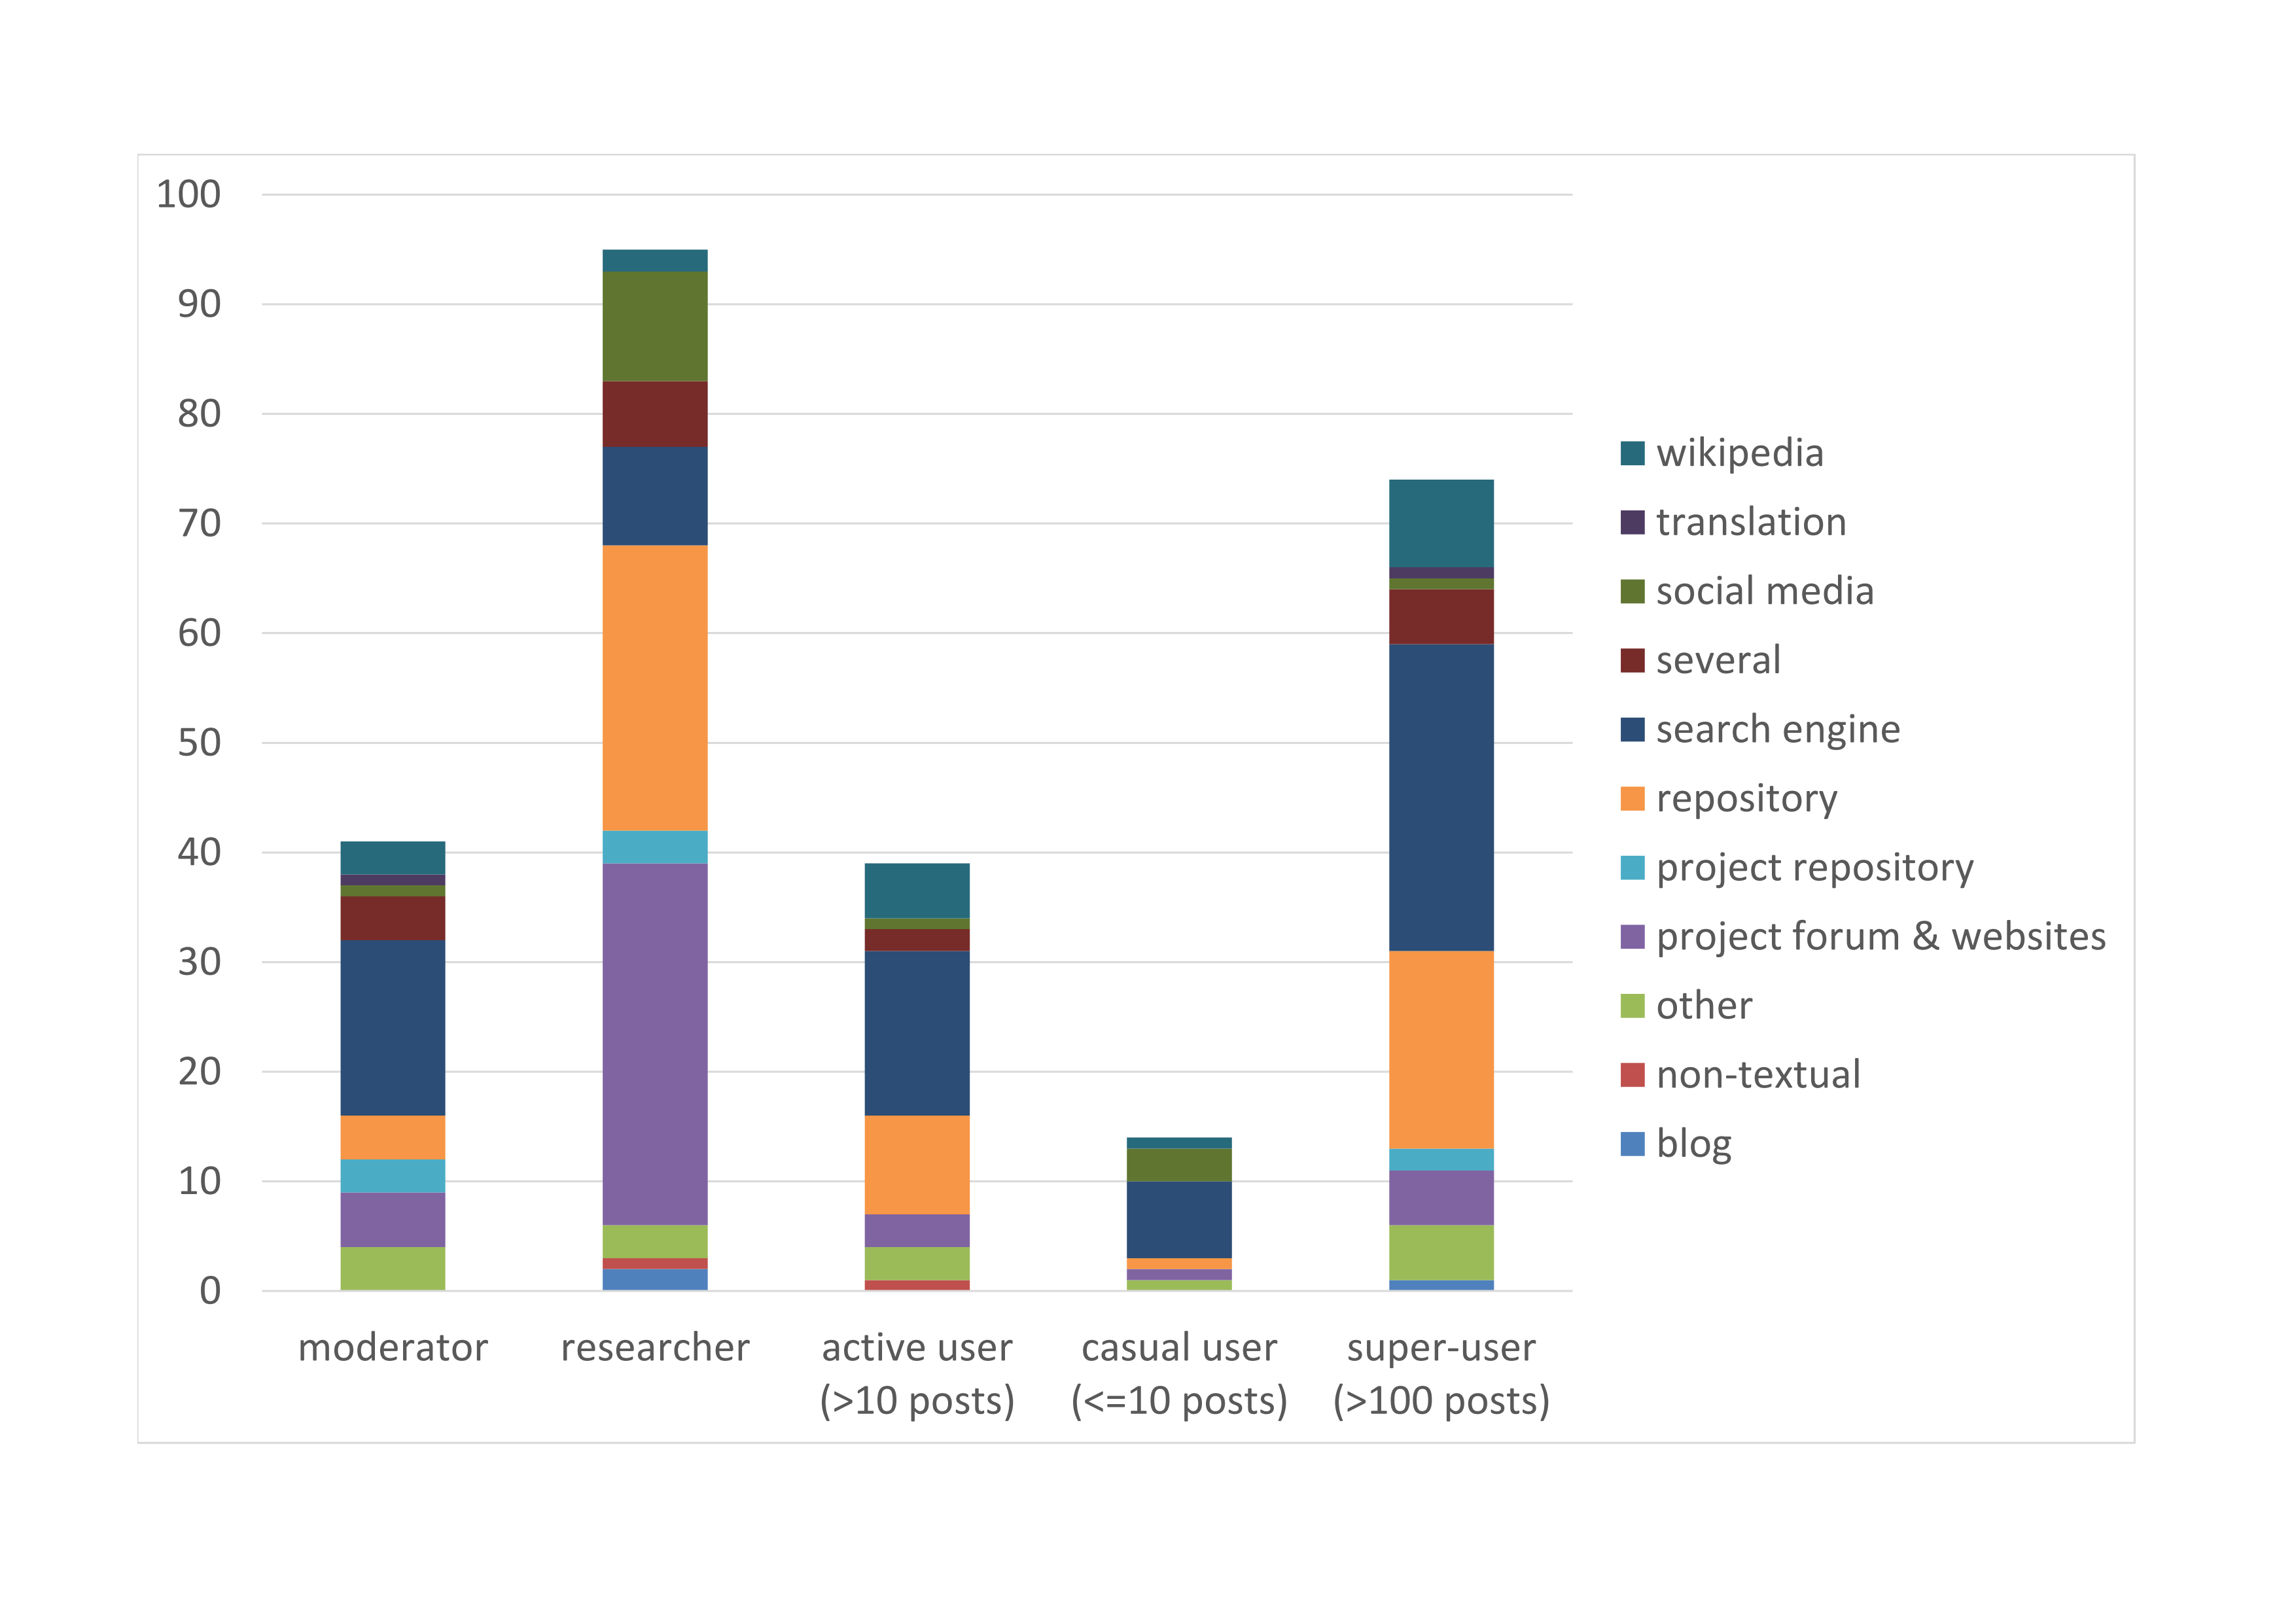 100
90
80
70
60
50
40
30
20
10
0
moderator
researcher
active user
(>10 posts)
casual user
(<=10 posts)
super-user
(>100 posts)
wikipedia
translation
social media
several
search engine
repository
project repository
project forum & websites
other
non-textual
blog